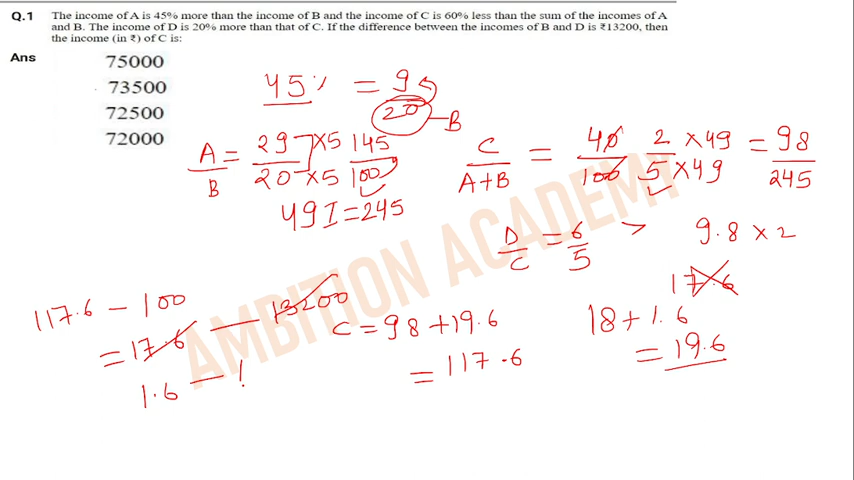 Q.1 The income of A is 45% more than the income of B and the income of C is 60% less than the sum of the incomes of A
and B. The income of D is 20% more than that of C. If the difference between the incomes of B and D is ₹13200, then
the income (in ₹) of C is:
Ans 75000
73500
72500
72000
45% = 9
20 B
A/B = 29/20 ×5 ×5 145/100
49 I = 245
C/A+B = 40/100 2/5 ×49 ×49 = 98/245
D/C = 6/5 > 9.8 × 2
17.6
18 + 1.6
= 19.6
C = 98 + 19.6
= 117.6
117.6 - 100
= 17.6 — 13200
1.6 — 1
AMBITION ACADEMY